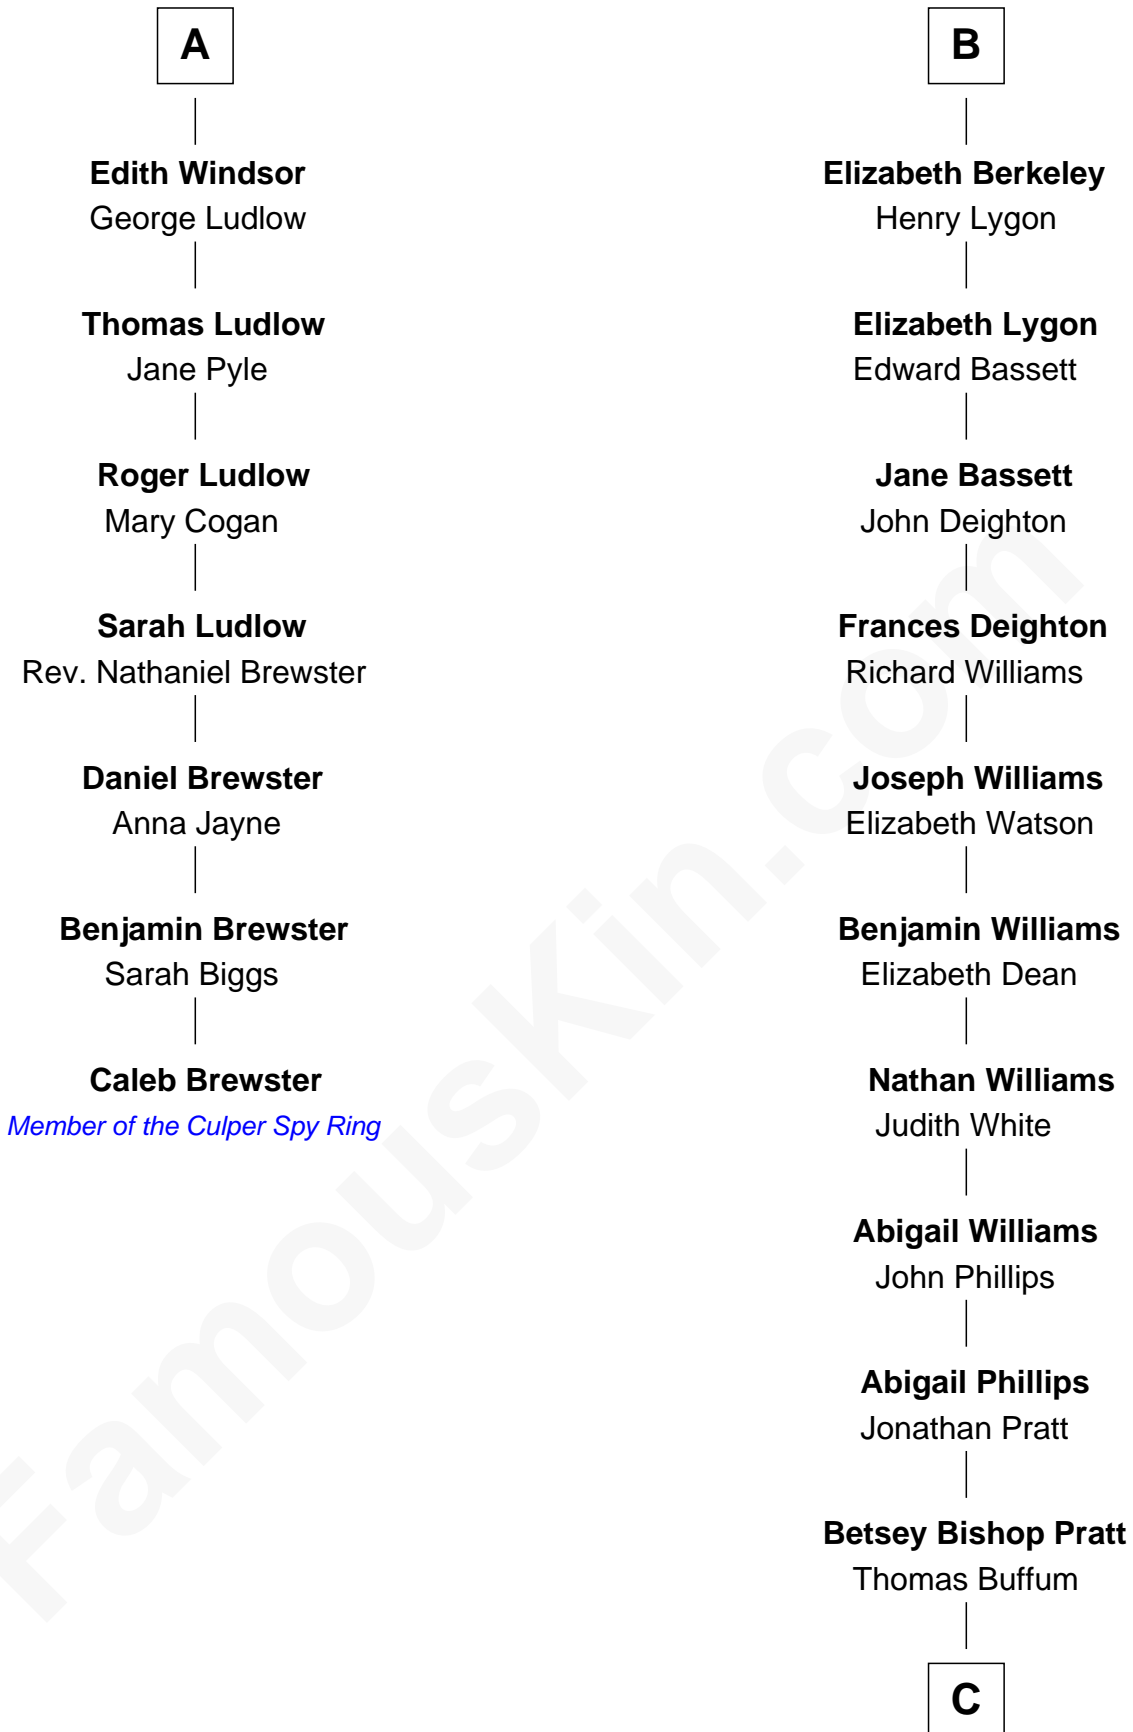 A
Edith Windsor
George Ludlow
Thomas Ludlow
Jane Pyle
Roger Ludlow
Mary Cogan
Sarah Ludlow
Rev. Nathaniel Brewster
Daniel Brewster
Anna Jayne
Benjamin Brewster
Sarah Biggs
Caleb Brewster
Member of the Culper Spy Ring
B
Elizabeth Berkeley
Henry Lygon
Elizabeth Lygon
Edward Bassett
Jane Bassett
John Deighton
Frances Deighton
Richard Williams
Joseph Williams
Elizabeth Watson
Benjamin Williams
Elizabeth Dean
Nathan Williams
Judith White
Abigail Williams
John Phillips
Abigail Phillips
Jonathan Pratt
Betsey Bishop Pratt
Thomas Buffum
C
FamousKin.com